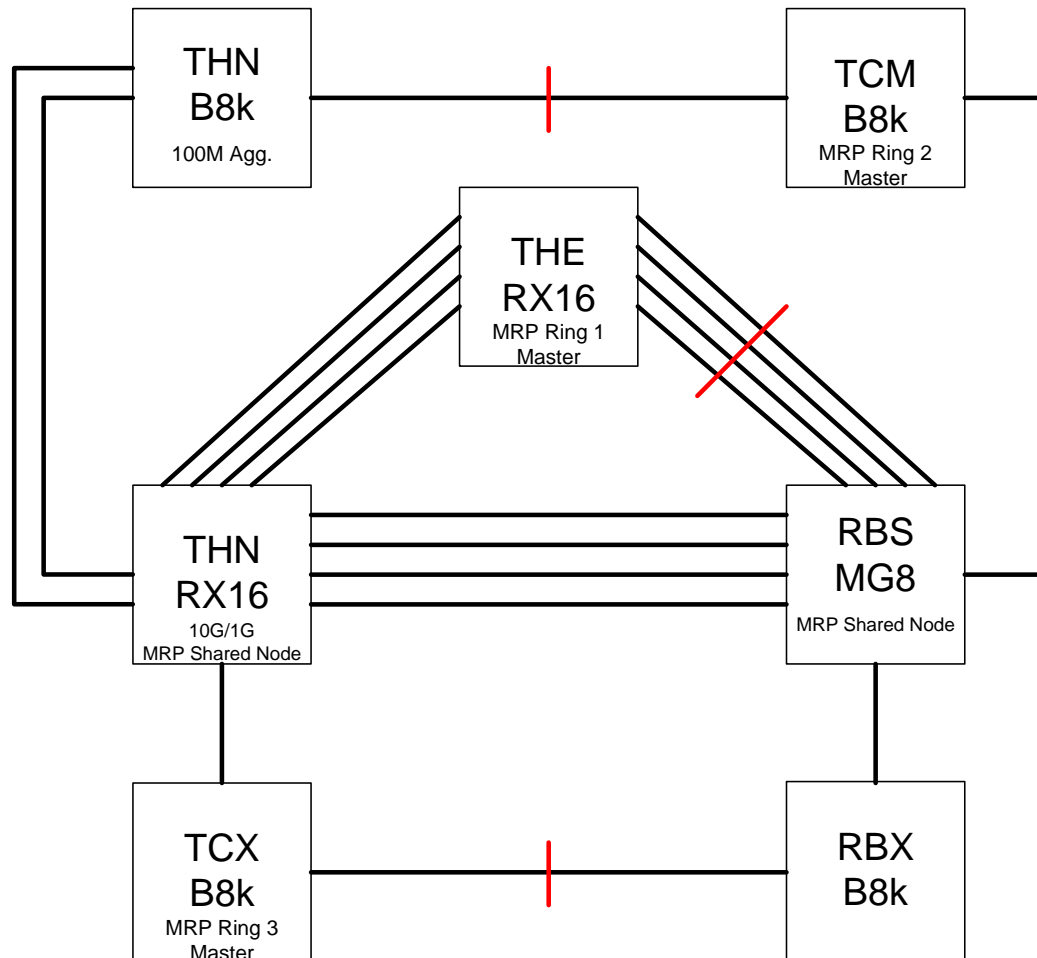 THN
B8k
100M Agg.
TCM
B8k
MRP Ring 2
Master
THE
RX16
MRP Ring 1
Master
THN
RX16
10G/1G
MRP Shared Node
RBS
MG8
MRP Shared Node
TCX
B8k
MRP Ring 3
Master
RBX
B8k